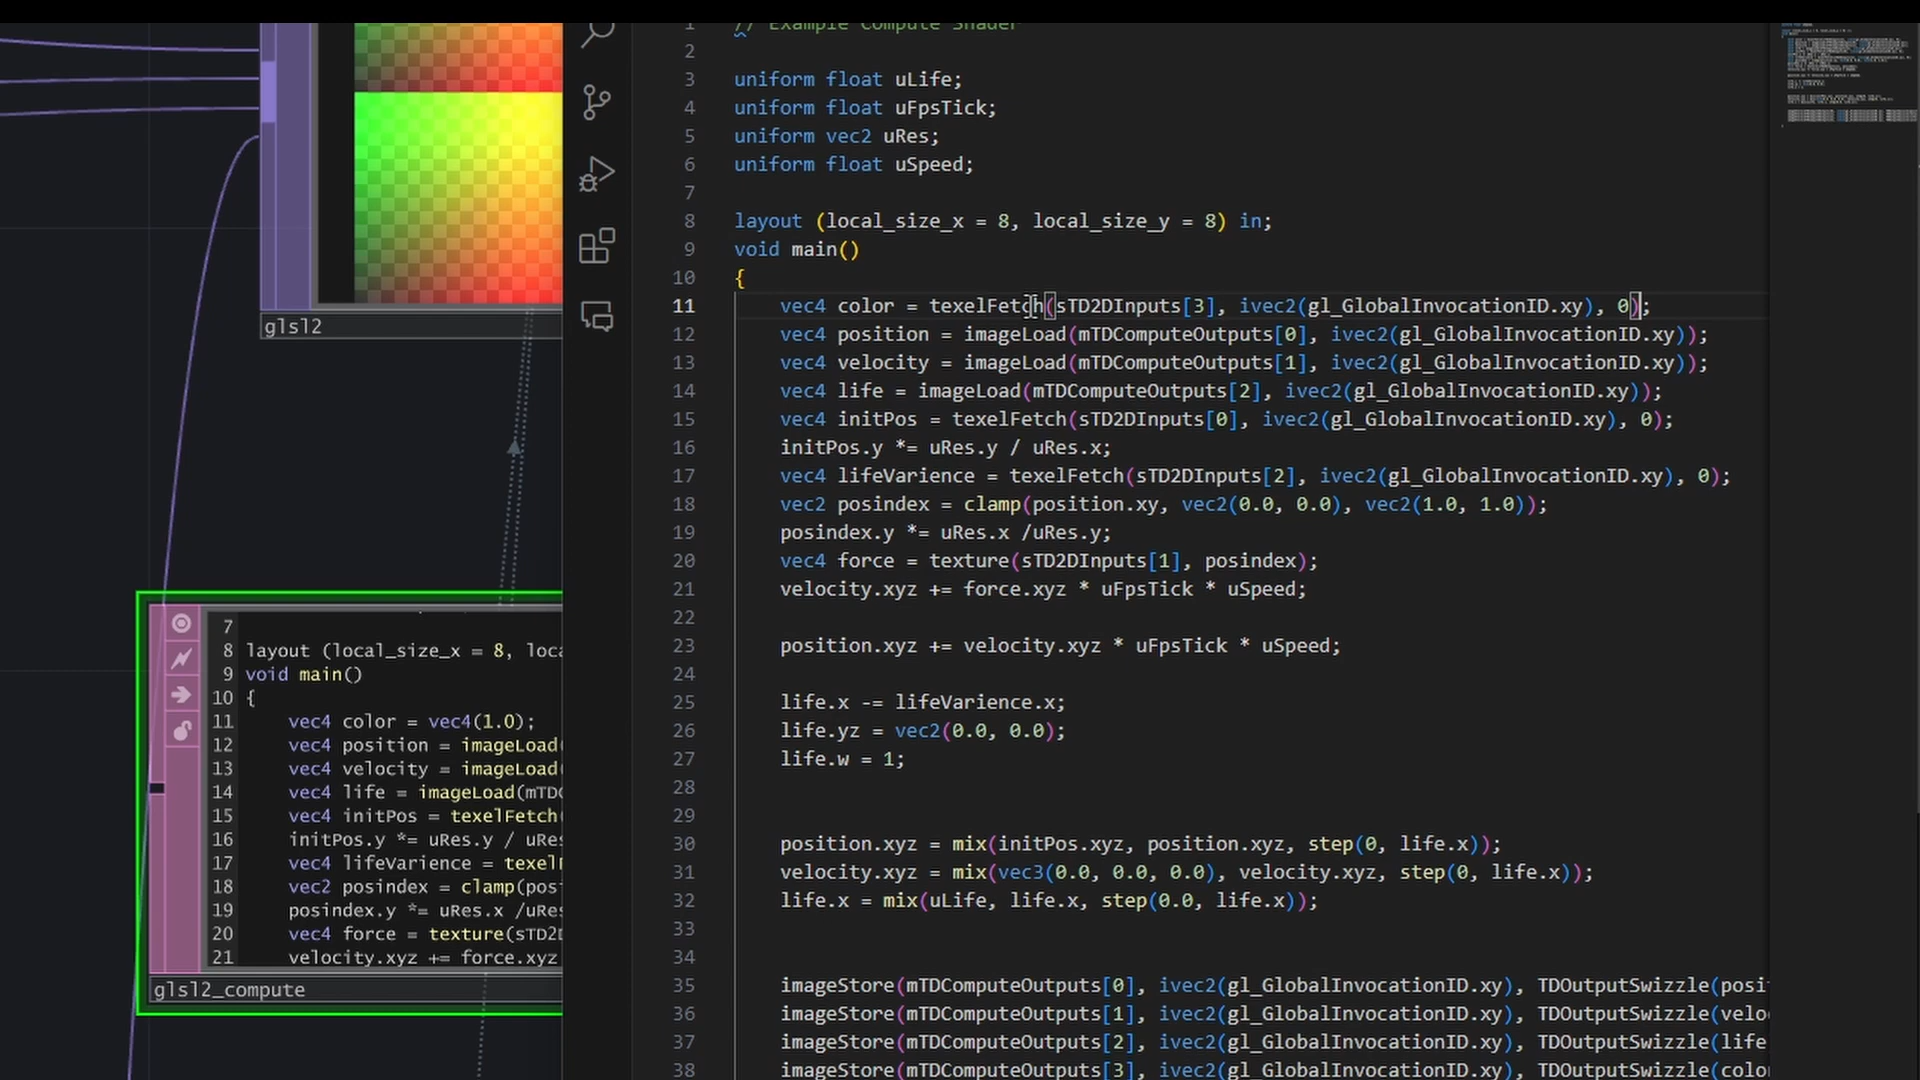 glsl2
7
8 layout (local_size_x = 8, loca
9 void main()
10 {
11 vec4 color = vec4(1.0);
12 vec4 position = imageLoad(
13 vec4 velocity = imageLoad(
14 vec4 life = imageLoad(mTDC
15 vec4 initPos = texelFetch(
16 initPos.y *= uRes.y / uRes
17 vec4 lifeVarience = texelF
18 vec2 posindex = clamp(posi
19 posindex.y *= uRes.x /uRes
20 vec4 force = texture(sTD2D
21 velocity.xyz += force.xyz
glsl2_compute
1 // Example Compute Shader
2
3 uniform float uLife;
4 uniform float uFpsTick;
5 uniform vec2 uRes;
6 uniform float uSpeed;
7
8 layout (local_size_x = 8, local_size_y = 8) in;
9 void main()
10 {
11 vec4 color = texelFetch(sTD2DInputs[3], ivec2(gl_GlobalInvocationID.xy), 0);
12 vec4 position = imageLoad(mTDComputeOutputs[0], ivec2(gl_GlobalInvocationID.xy));
13 vec4 velocity = imageLoad(mTDComputeOutputs[1], ivec2(gl_GlobalInvocationID.xy));
14 vec4 life = imageLoad(mTDComputeOutputs[2], ivec2(gl_GlobalInvocationID.xy));
15 vec4 initPos = texelFetch(sTD2DInputs[0], ivec2(gl_GlobalInvocationID.xy), 0);
16 initPos.y *= uRes.y / uRes.x;
17 vec4 lifeVarience = texelFetch(sTD2DInputs[2], ivec2(gl_GlobalInvocationID.xy), 0);
18 vec2 posindex = clamp(position.xy, vec2(0.0, 0.0), vec2(1.0, 1.0));
19 posindex.y *= uRes.x /uRes.y;
20 vec4 force = texture(sTD2DInputs[1], posindex);
21 velocity.xyz += force.xyz * uFpsTick * uSpeed;
22
23 position.xyz += velocity.xyz * uFpsTick * uSpeed;
24
25 life.x -= lifeVarience.x;
26 life.yz = vec2(0.0, 0.0);
27 life.w = 1;
28
29
30 position.xyz = mix(initPos.xyz, position.xyz, step(0, life.x));
31 velocity.xyz = mix(vec3(0.0, 0.0, 0.0), velocity.xyz, step(0, life.x));
32 life.x = mix(uLife, life.x, step(0.0, life.x));
33
34
35 imageStore(mTDComputeOutputs[0], ivec2(gl_GlobalInvocationID.xy), TDOutputSwizzle(posi
36 imageStore(mTDComputeOutputs[1], ivec2(gl_GlobalInvocationID.xy), TDOutputSwizzle(velo
37 imageStore(mTDComputeOutputs[2], ivec2(gl_GlobalInvocationID.xy), TDOutputSwizzle(life
38 imageStore(mTDComputeOutputs[3], ivec2(gl_GlobalInvocationID.xy), TDOutputSwizzle(colo